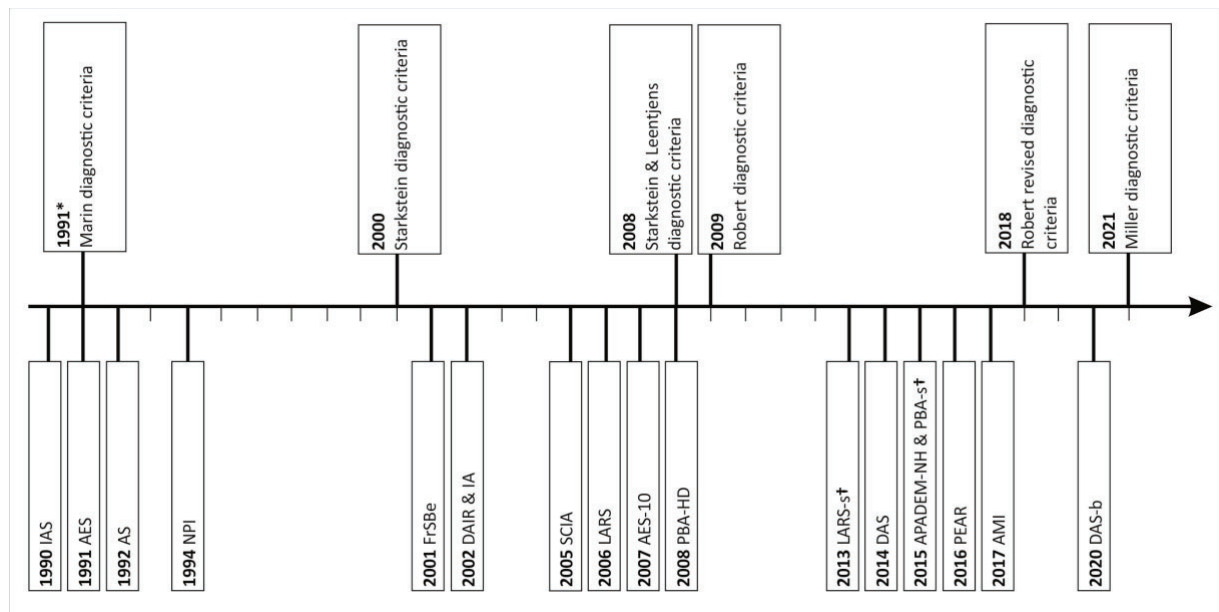 1991*
Marin diagnostic criteria
2000
Starkstein diagnostic criteria
2008
Starkstein & Leentjens
diagnostic criteria
2009
Robert diagnostic criteria
2018
Robert revised diagnostic
criteria
2021
Miller diagnostic criteria
1990 IAS
1991 AES
1992 AS
1994 NPI
2001 FrSBe
2002 DAIR & IA
2005 SCIA
2006 LARS
2007 AES-10
2008 PBA-HD
2013 LARS-s†
2014 DAS
2015 APADEM-NH & PBA-s†
2016 PEAR
2017 AMI
2020 DAS-b